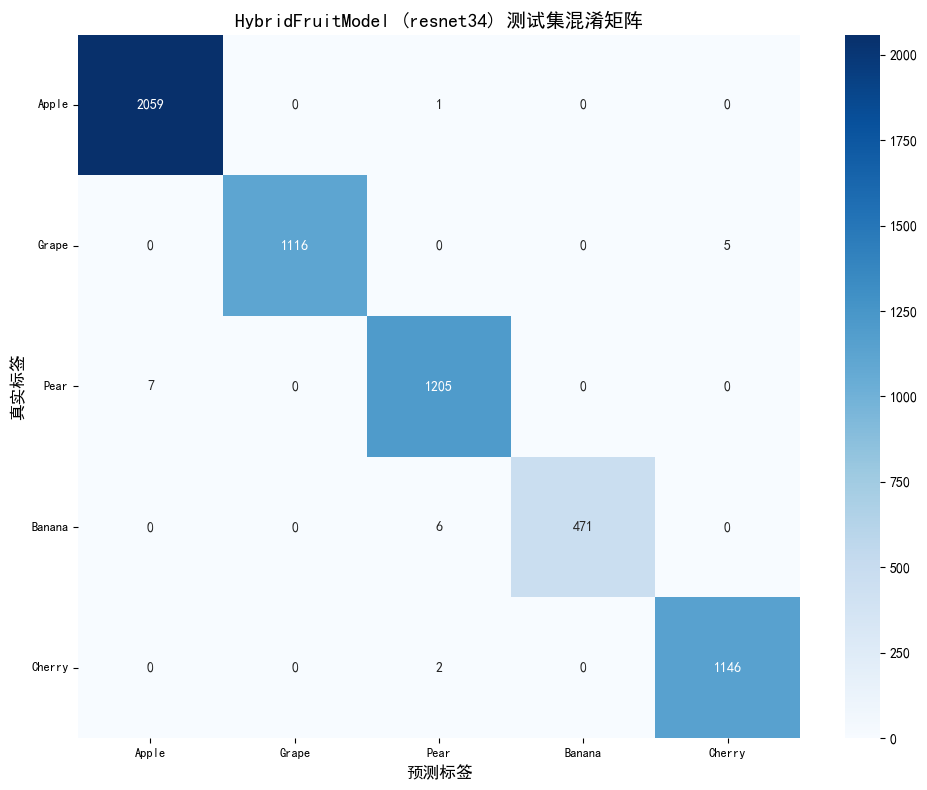 HybridFruitModel (resnet34) 测试集混淆矩阵
真实标签
Apple 2059 0 1 0 0
Grape 0 1116 0 0 5
Pear 7 0 1205 0 0
Banana 0 0 6 471 0
Cherry 0 0 2 0 1146
Apple Grape Pear Banana Cherry
预测标签
2000
1750
1500
1250
1000
750
500
250
0